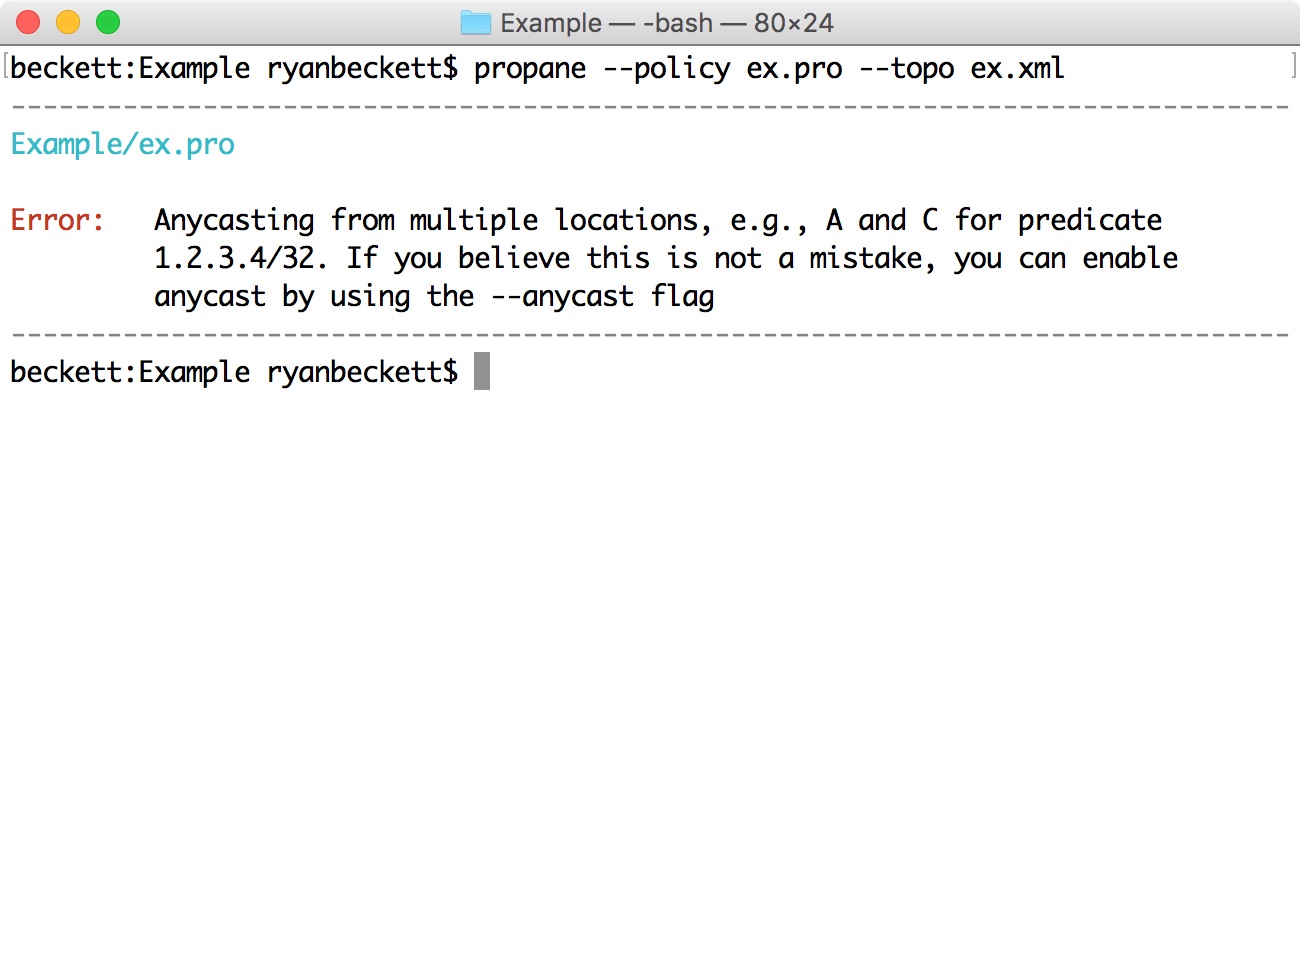 Example — -bash — 80×24
[beckett:Example ryanbeckett$ propane --policy ex.pro --topo ex.xml ]
--------------------------------------------------------------------------------
Example/ex.pro
Error: Anycasting from multiple locations, e.g., A and C for predicate
1.2.3.4/32. If you believe this is not a mistake, you can enable
anycast by using the --anycast flag
--------------------------------------------------------------------------------
beckett:Example ryanbeckett$